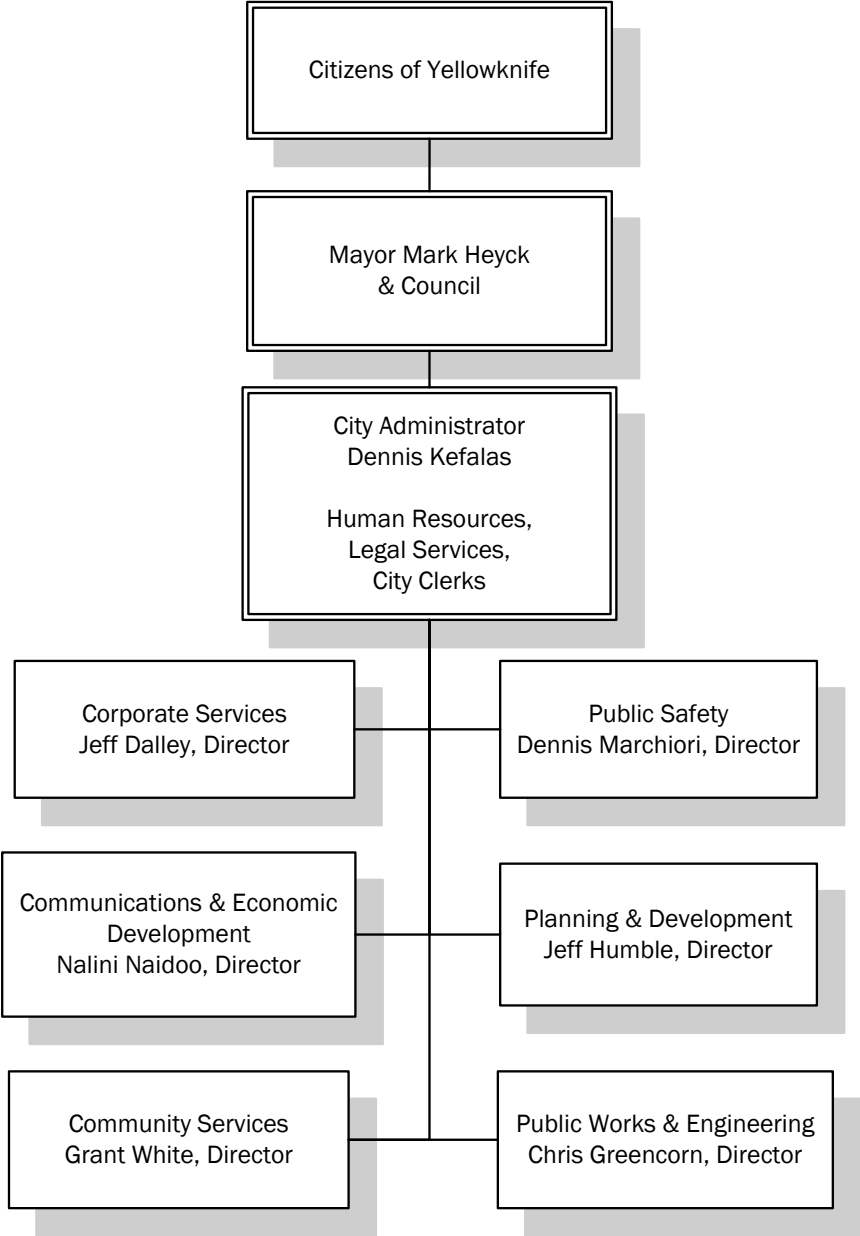 Citizens of Yellowknife
Mayor Mark Heyck
& Council
City Administrator
Dennis Kefalas
Human Resources,
Legal Services,
City Clerks
Corporate Services
Jeff Dalley, Director
Public Safety
Dennis Marchiori, Director
Communications & Economic
Development
Nalini Naidoo, Director
Planning & Development
Jeff Humble, Director
Community Services
Grant White, Director
Public Works & Engineering
Chris Greencorn, Director